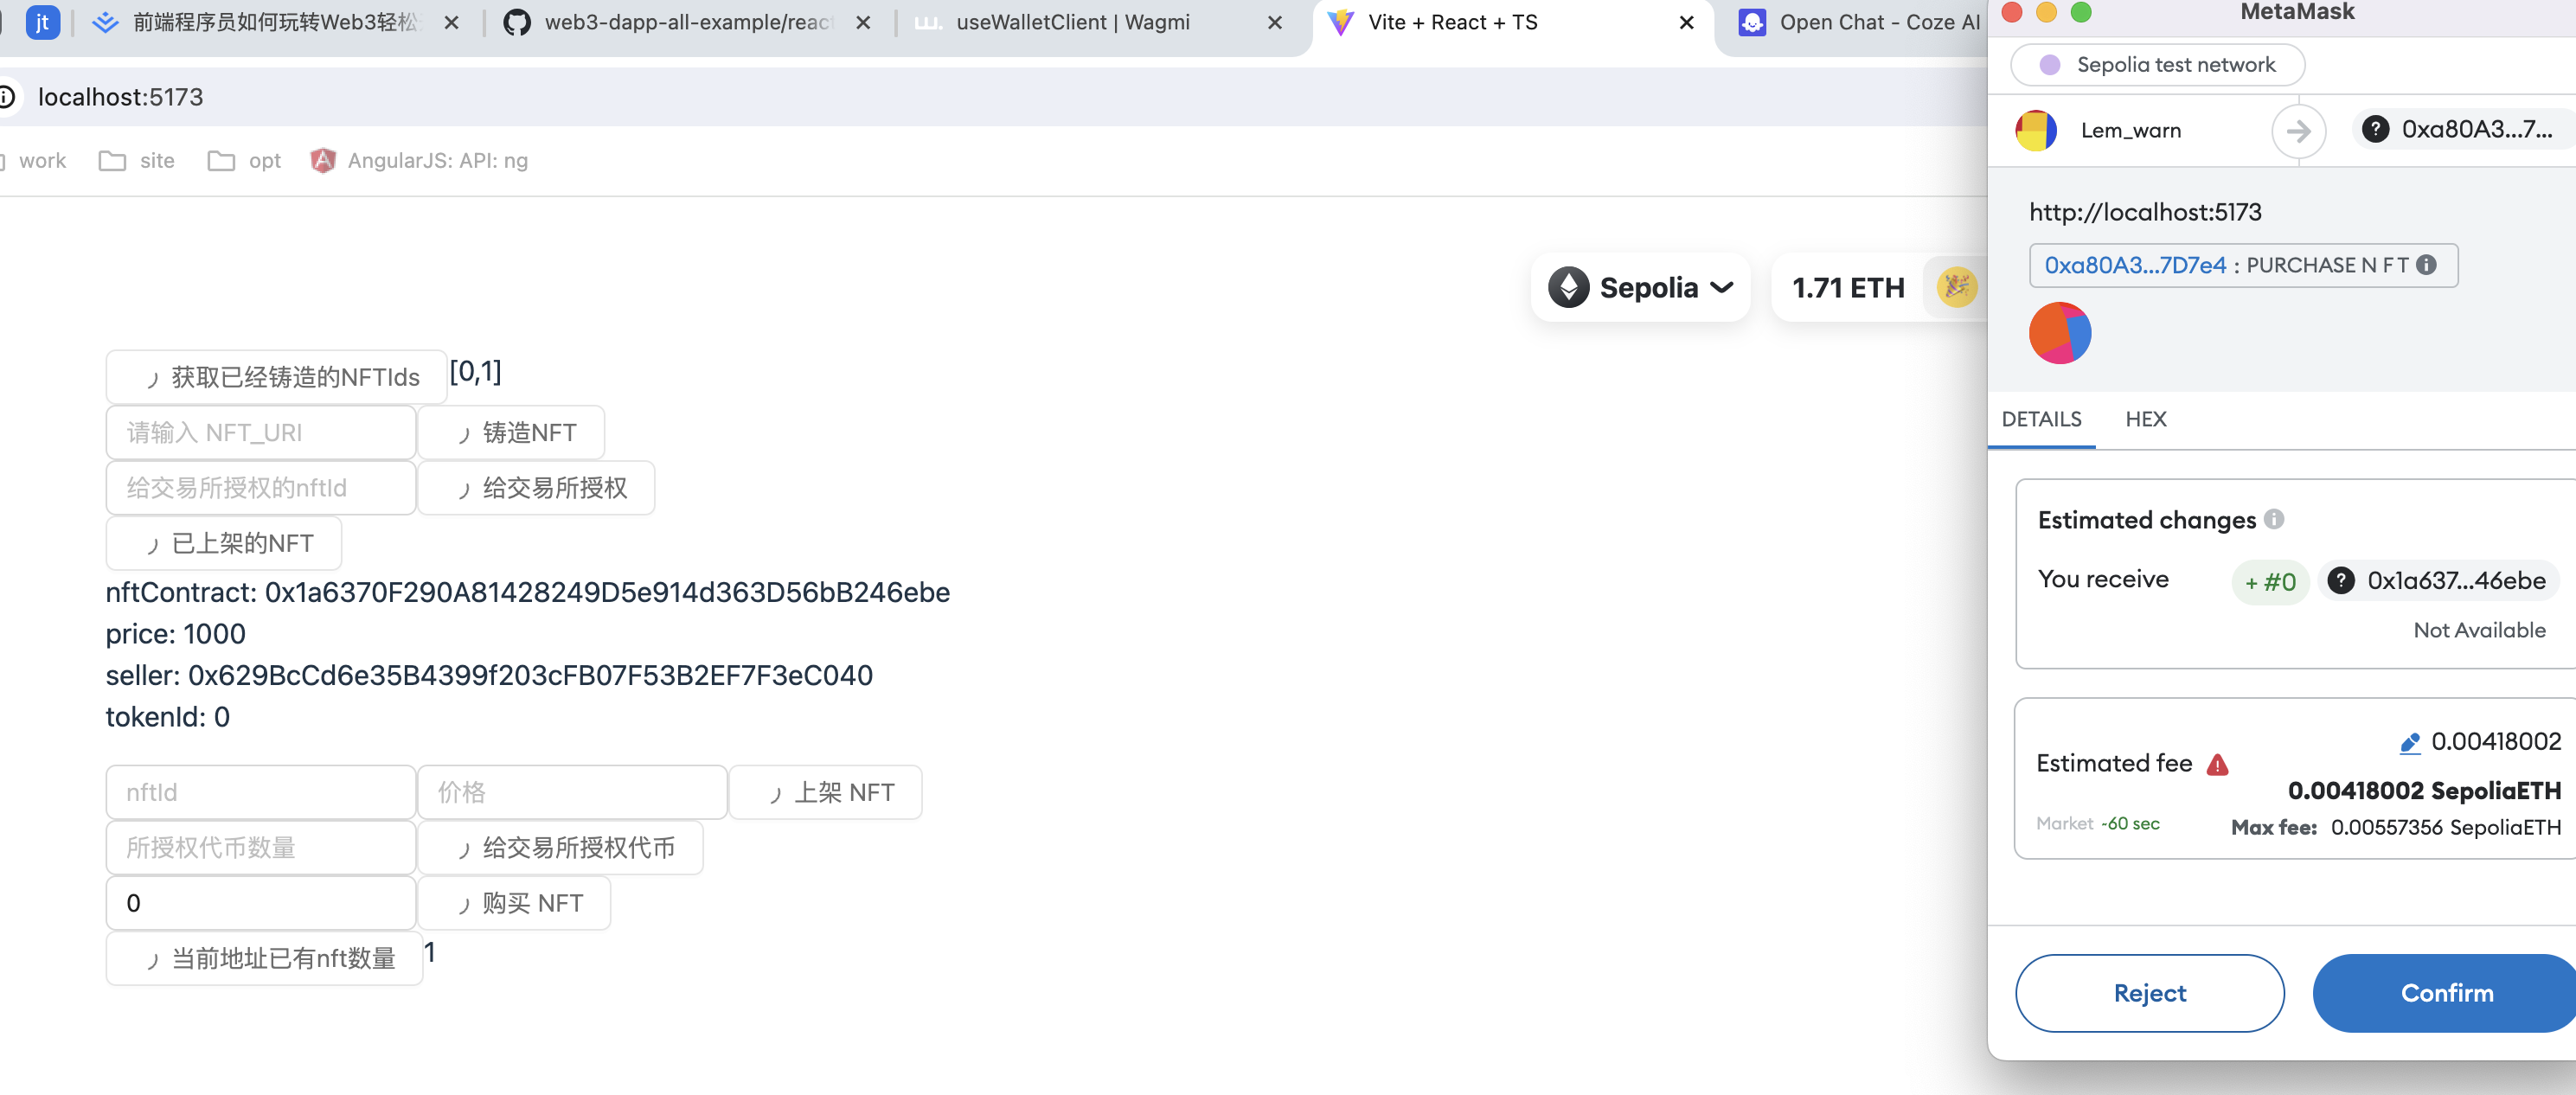 jt
前端程序员如何玩转Web3轻松
web3-dapp-all-example/react
useWalletClient | Wagmi
Vite + React + TS
Open Chat - Coze AI
localhost:5173
work
site
opt
AngularJS: API: ng
Sepolia
1.71 ETH
获取已经铸造的NFTIds
[0,1]
请输入 NFT_URI
铸造NFT
给交易所授权的nftId
给交易所授权
已上架的NFT
nftContract: 0x1a6370F290A81428249D5e914d363D56bB246ebe
price: 1000
seller: 0x629BcCd6e35B4399f203cFB07F53B2EF7F3eC040
tokenId: 0
nftId
价格
上架 NFT
所授权代币数量
给交易所授权代币
0
购买 NFT
当前地址已有nft数量
1
MetaMask
Sepolia test network
Lem_warn
0xa80A3...7...
http://localhost:5173
0xa80A3...7D7e4 : PURCHASE N F T
DETAILS
HEX
Estimated changes
You receive
+ #0
0x1a637...46ebe
Not Available
Estimated fee
0.00418002
0.00418002 SepoliaETH
Market ~60 sec
Max fee: 0.00557356 SepoliaETH
Reject
Confirm